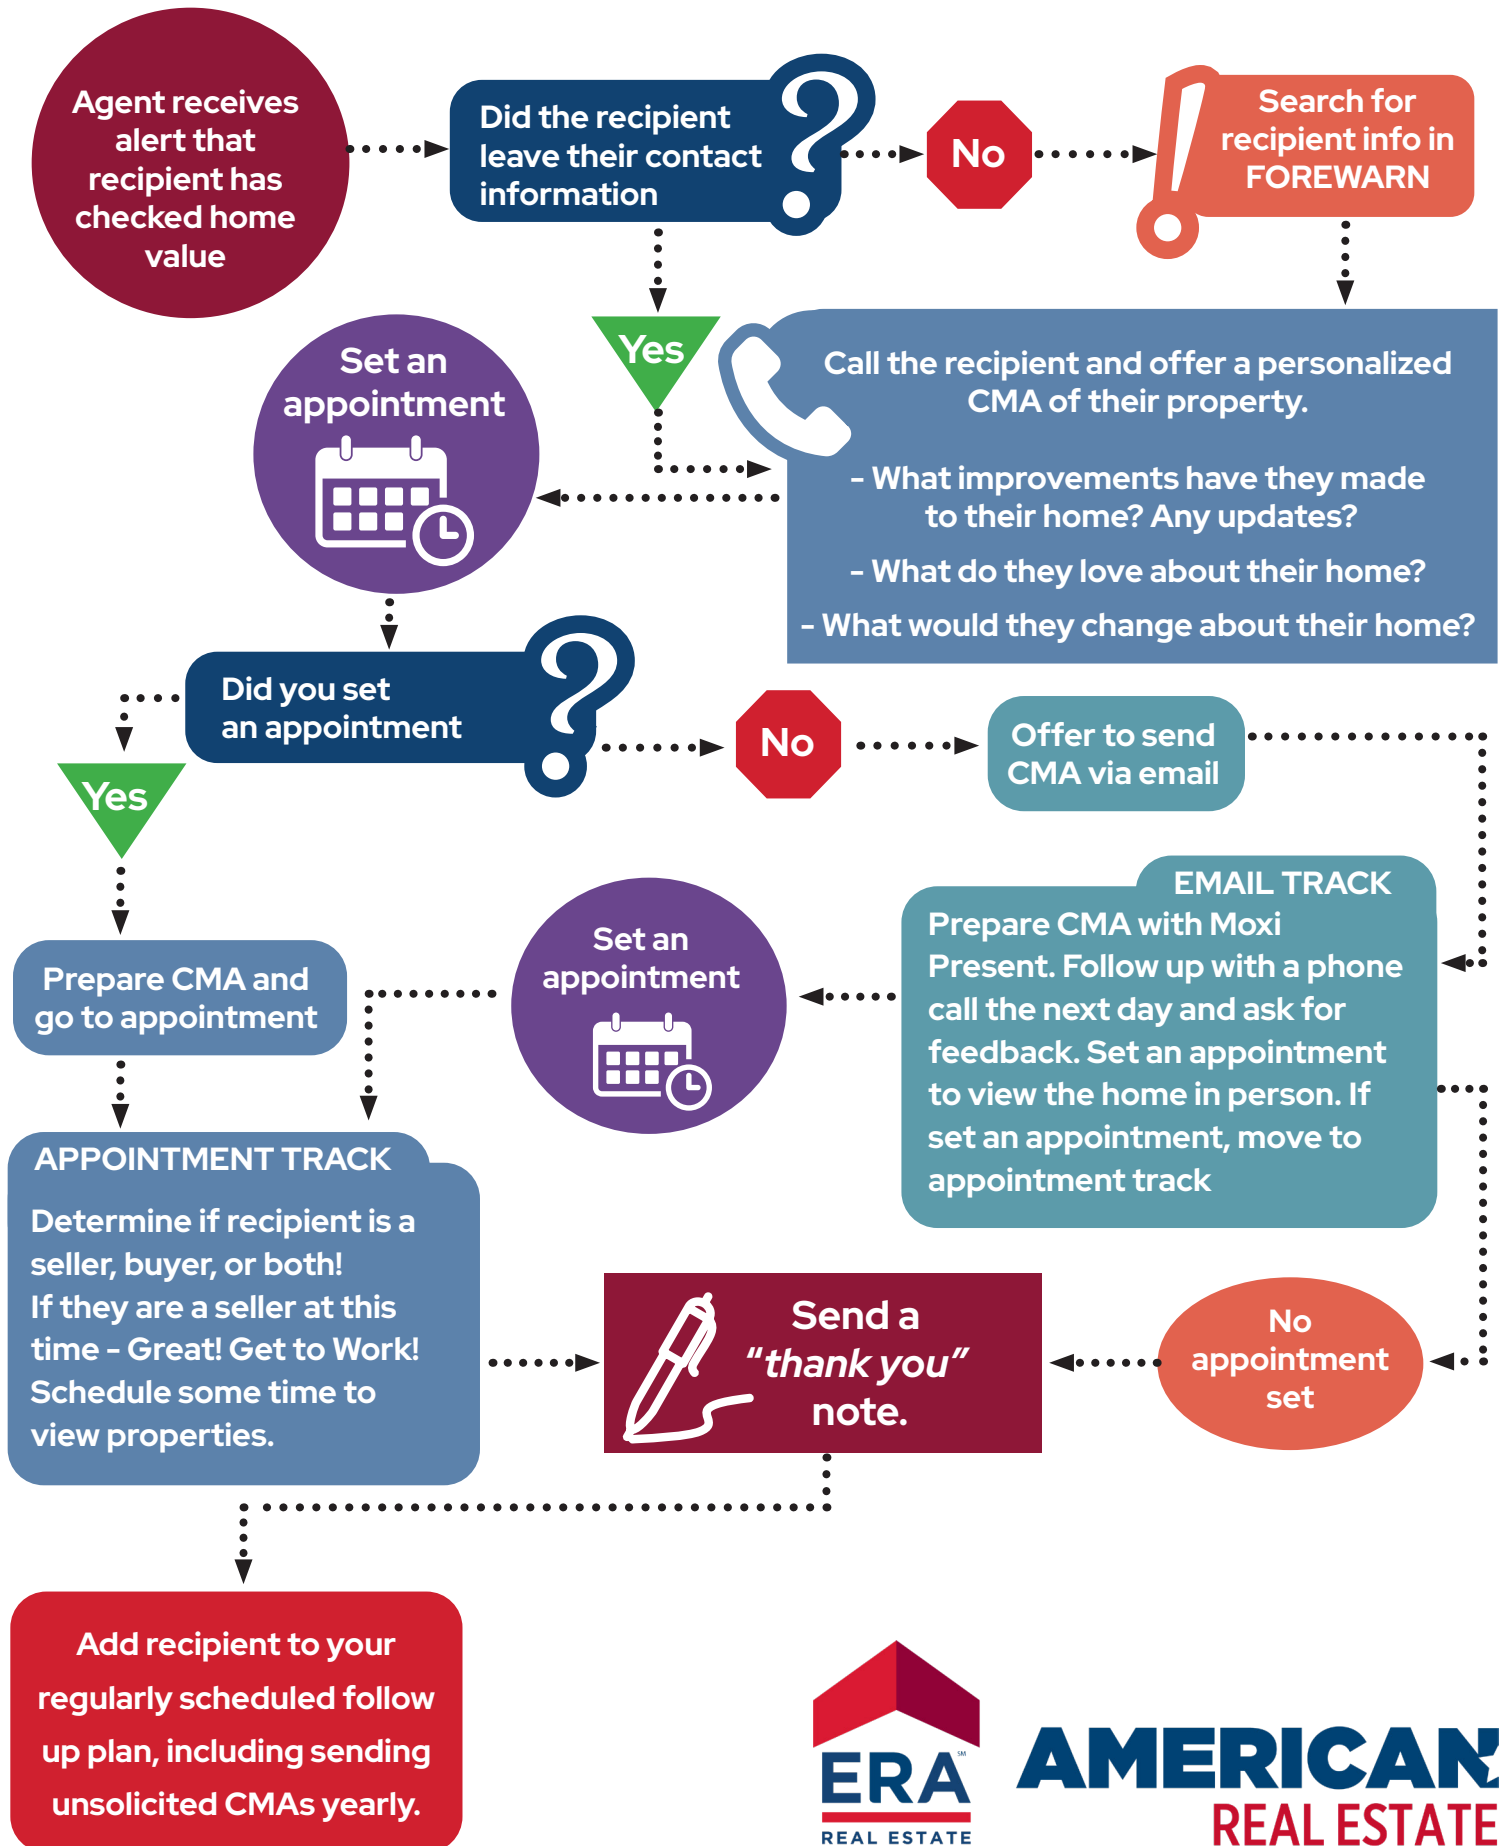 Agent receives
alert that
recipient has
checked home
value
Did the recipient
leave their contact
information
No
Search for
recipient info in
FOREWARN
Yes
Set an
appointment
Call the recipient and offer a personalized
CMA of their property.
- What improvements have they made
to their home? Any updates?
- What do they love about their home?
- What would they change about their home?
Did you set
an appointment
No
Offer to send
CMA via email
Yes
EMAIL TRACK
Prepare CMA with Moxi
Present. Follow up with a phone
call the next day and ask for
feedback. Set an appointment
to view the home in person. If
set an appointment, move to
appointment track
Set an
appointment
Prepare CMA and
go to appointment
APPOINTMENT TRACK
Determine if recipient is a
seller, buyer, or both!
If they are a seller at this
time - Great! Get to Work!
Schedule some time to
view properties.
Send a
"thank you"
note.
No
appointment
set
Add recipient to your
regularly scheduled follow
up plan, including sending
unsolicited CMAs yearly.
ERA SM
REAL ESTATE
AMERICAN
REAL ESTATE